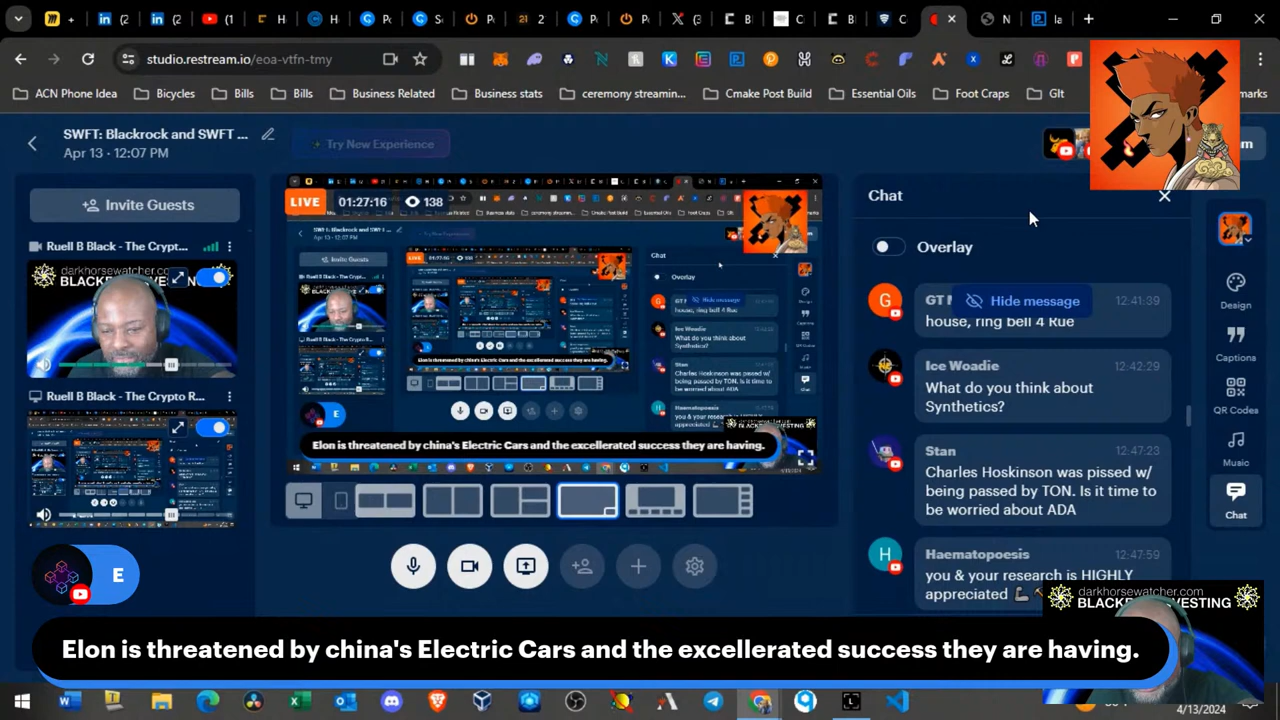 studio.restream.io/eoa-vtfn-tmy
ACN Phone Idea
Bicycles
Bills
Bills
Business Related
Business stats
ceremony streamin...
Cmake Post Build
Essential Oils
Foot Craps
GIt
SWFT: Blackrock and SWFT ...
Apr 13 • 12:07 PM
Try New Experience
Invite Guests
Ruell B Black - The Crypt...
darkhorsewatcher.com
Ruell B Black - The Crypto R...
E
LIVE
01:27:16
138
Elon is threatened by china's Electric Cars and the excellerated success they are having.
Chat
Overlay
Hide message
12:41:39
house, ring bell 4 Rue
Ice Woadie
12:42:29
What do you think about
Synthetics?
Stan
12:47:23
Charles Hoskinson was pissed w/
being passed by TON. Is it time to
be worried about ADA
Haematopoesis
12:47:59
you & your research is HIGHLY
appreciated
Design
Captions
QR Codes
Music
Chat
darkhorsewatcher.com
Elon is threatened by china's Electric Cars and the excellerated success they are having.
4/13/2024